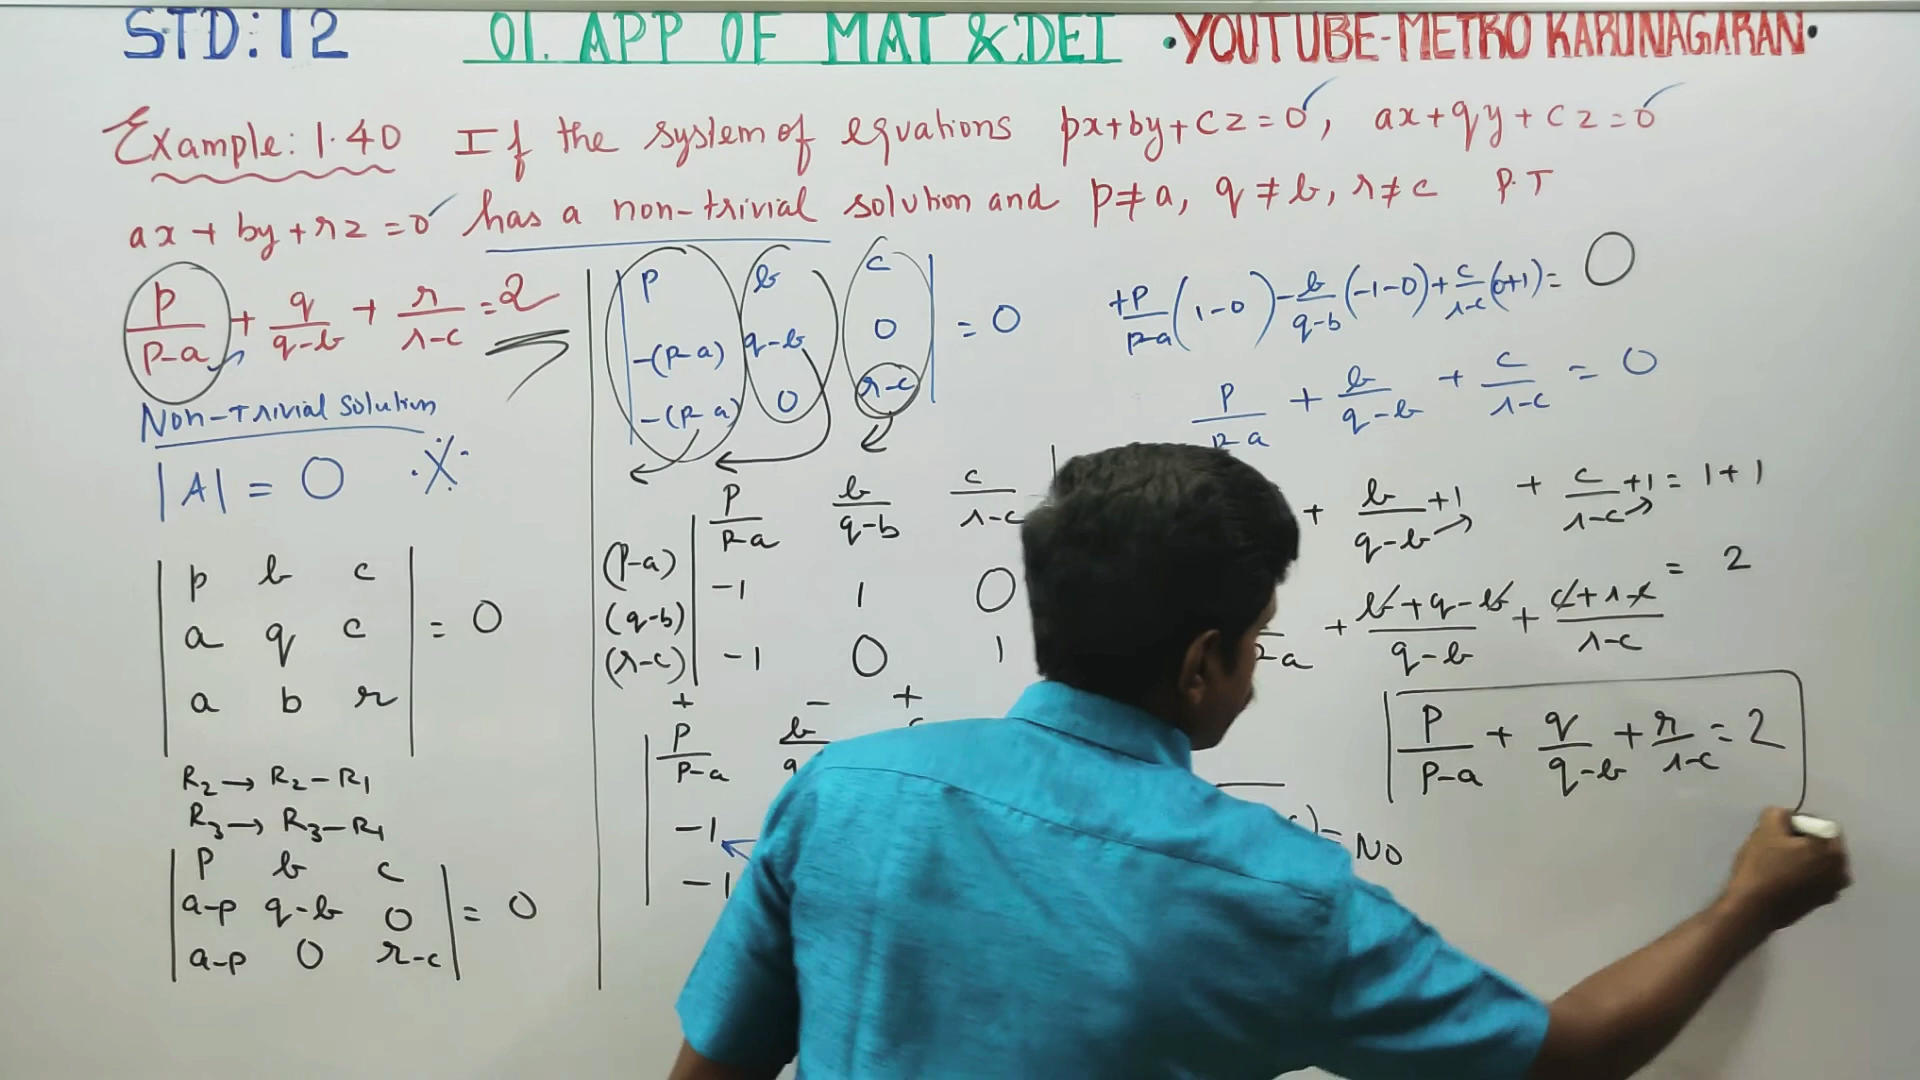 STD:12 01. APP OF MAT & DET • YOUTUBE-METRO KARUNAGARAN •
Example: 1.40 If the system of equations px+by+cz=0, ax+qy+cz=0
ax+by+rz=0 has a non-trivial solution and p≠a, q≠b, r≠c P.T
p/(p-a) + q/(q-b) + r/(r-c) = 2
Non-Trivial Solution
|A| = 0
| p b c |
| a q c | = 0
| a b r |
R2 → R2-R1
R3 → R3-R1
| p b c |
| a-p q-b 0 | = 0
| a-p 0 r-c |
| p b c |
| -(p-a) q-b 0 | = 0
| -(p-a) 0 r-c |
p/(p-a) b/(q-b) c/(r-c)
(p-a) -1 1 0
(q-b)
(r-c) -1 0 1
+ - +
p/(p-a) b
-1
-1
= NO
+p/(p-a) (1-0) - b/(q-b) (-1-0) + c/(r-c) (0+1) = 0
p/(p-a) + b/(q-b) + c/(r-c) = 0
+ b/(q-b) +1 + c/(r-c) +1 = 1+1
+ (b+q-b)/(q-b) + (c+r-c)/(r-c) = 2
p/(p-a) + q/(q-b) + r/(r-c) = 2